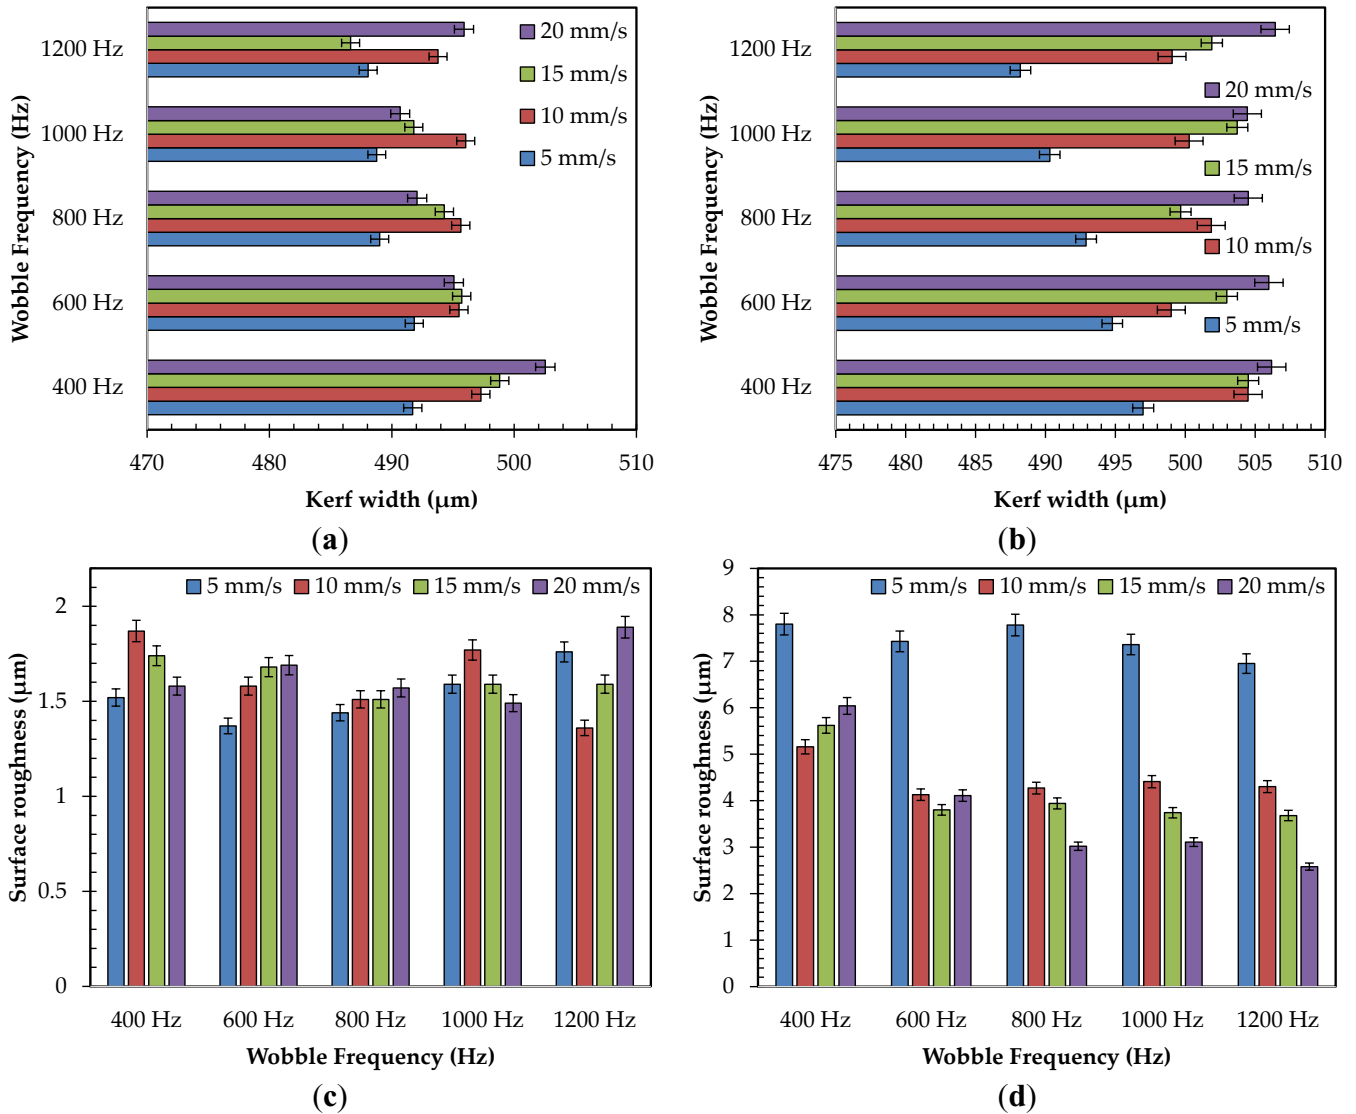 Wobble Frequency (Hz)
1200 Hz
1000 Hz
800 Hz
600 Hz
400 Hz
20 mm/s
15 mm/s
10 mm/s
5 mm/s
470 480 490 500 510
Kerf width (μm)
(a)
Wobble Frequency (Hz)
1200 Hz
1000 Hz
800 Hz
600 Hz
400 Hz
20 mm/s
15 mm/s
10 mm/s
5 mm/s
475 480 485 490 495 500 505 510
Kerf width (μm)
(b)
Surface roughness (μm)
5 mm/s 10 mm/s 15 mm/s 20 mm/s
2
1.5
1
0.5
0
400 Hz 600 Hz 800 Hz 1000 Hz 1200 Hz
Wobble Frequency (Hz)
(c)
Surface roughness (μm)
5 mm/s 10 mm/s 15 mm/s 20 mm/s
9
8
7
6
5
4
3
2
1
0
400 Hz 600 Hz 800 Hz 1000 Hz 1200 Hz
Wobble Frequency (Hz)
(d)